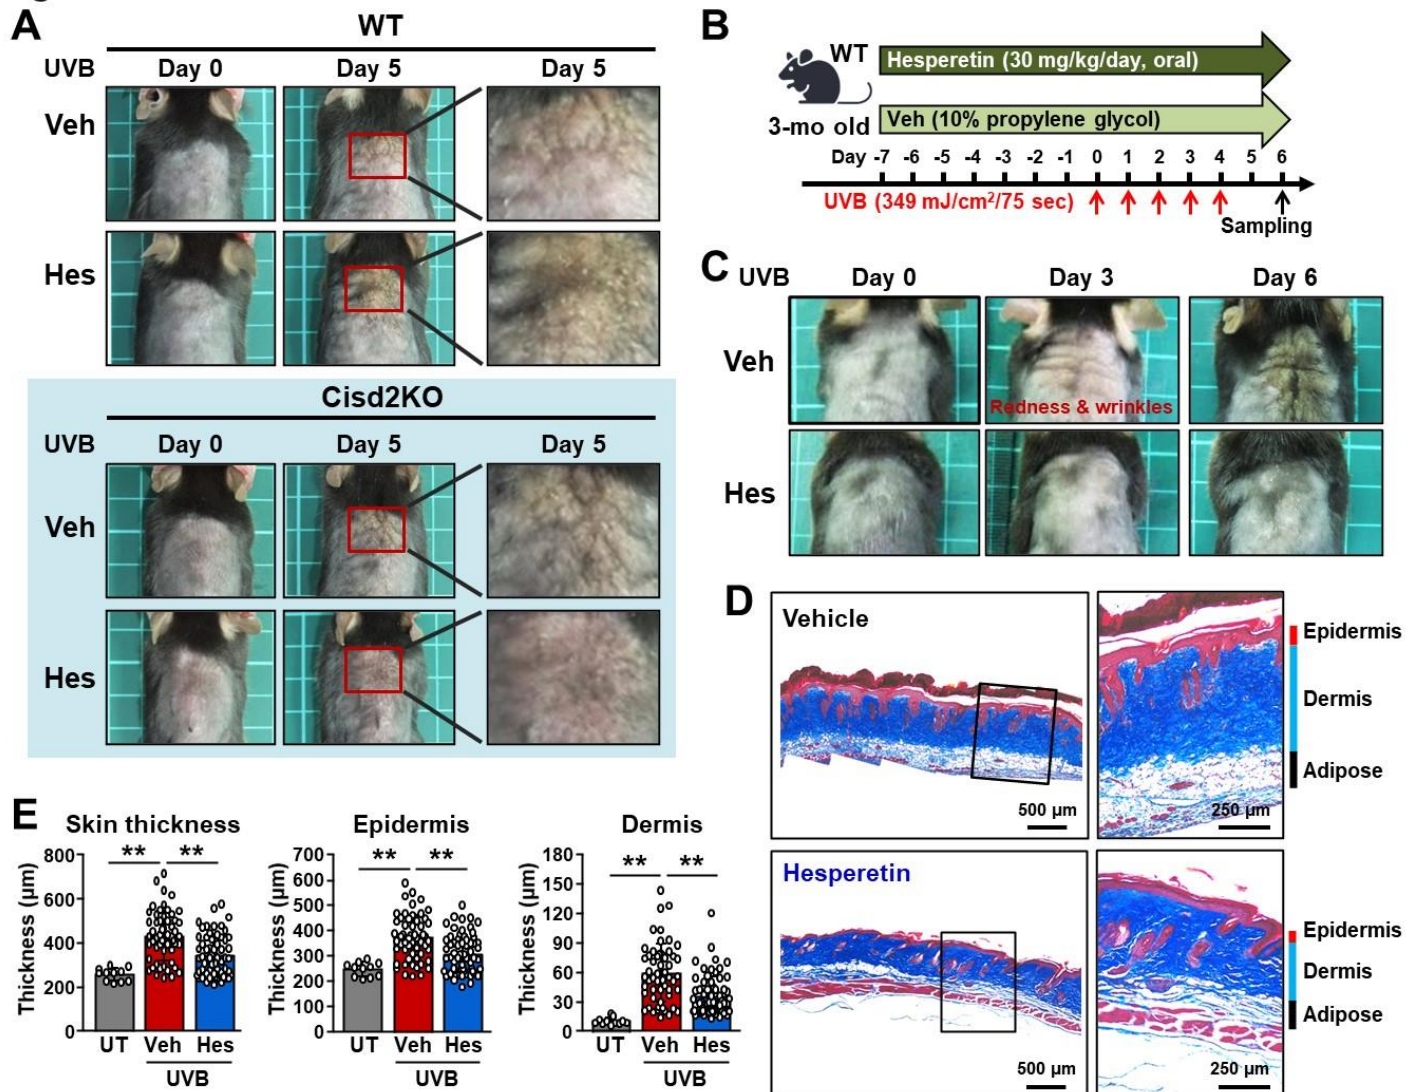 A
WT
UVB Day 0 Day 5 Day 5
Veh
Hes
Cisd2KO
UVB Day 0 Day 5 Day 5
Veh
Hes
B
WT
3-mo old
Hesperetin (30 mg/kg/day, oral)
Veh (10% propylene glycol)
Day -7 -6 -5 -4 -3 -2 -1 0 1 2 3 4 5 6
UVB (349 mJ/cm²/75 sec)
Sampling
C
UVB Day 0 Day 3 Day 6
Veh
Redness & wrinkles
Hes
D
Vehicle
500 µm
250 µm
Epidermis
Dermis
Adipose
Hesperetin
500 µm
250 µm
Epidermis
Dermis
Adipose
E
Skin thickness
Thickness (µm)
800
600
400
200
0
** **
UT Veh Hes
UVB
Epidermis
Thickness (µm)
700
600
500
400
300
200
100
0
** **
UT Veh Hes
UVB
Dermis
Thickness (µm)
180
150
120
90
60
30
0
** **
UT Veh Hes
UVB